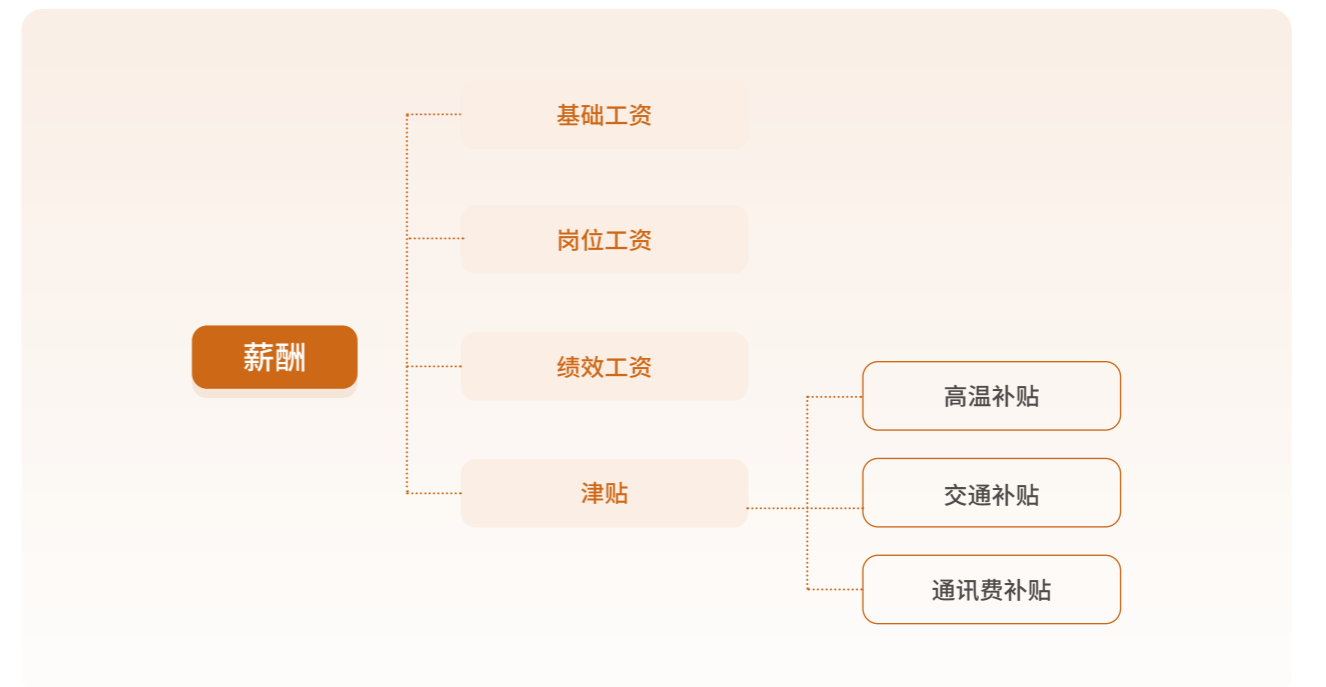 薪酬
基础工资
岗位工资
绩效工资
津贴
高温补贴
交通补贴
通讯费补贴